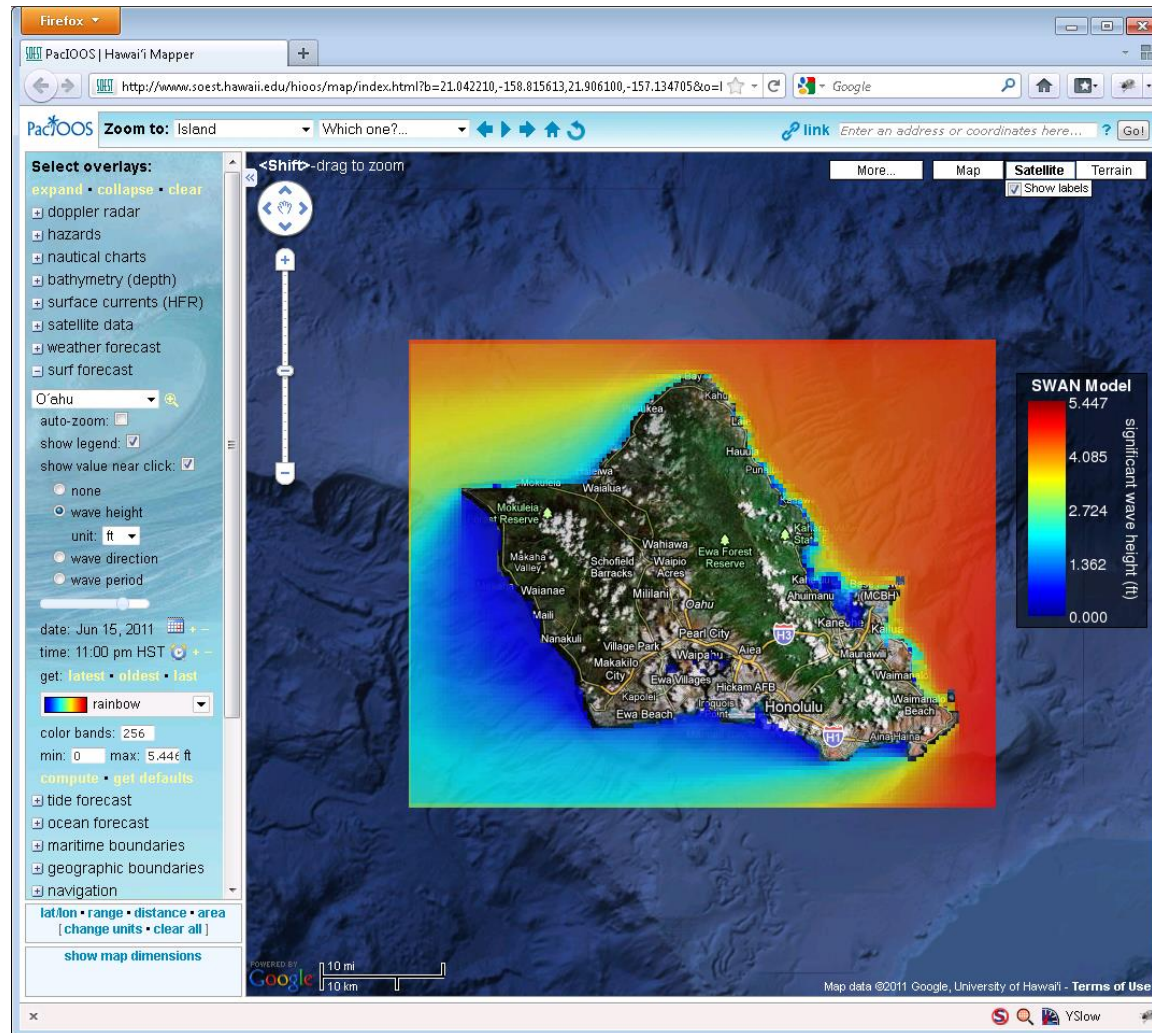 Firefox
PacIOOS | Hawai'i Mapper
http://www.soest.hawaii.edu/hioos/map/index.html?b=21.042210,-158.815613,21.906100,-157.134705&o=l
Google
PacIOOS Zoom to: Island Which one?... link Enter an address or coordinates here... ? Go!
Select overlays:
expand • collapse • clear
doppler radar
hazards
nautical charts
bathymetry (depth)
surface currents (HFR)
satellite data
weather forecast
surf forecast
O'ahu
auto-zoom:
show legend:
show value near click:
none
wave height
unit: ft
wave direction
wave period
date: Jun 15, 2011 + −
time: 11:00 pm HST + −
get: latest • oldest • last
rainbow
color bands: 256
min: 0 max: 5.446 ft
compute • get defaults
tide forecast
ocean forecast
maritime boundaries
geographic boundaries
navigation
lat/lon • range • distance • area
[ change units • clear all ]
show map dimensions
<Shift>-drag to zoom
More... Map Satellite Terrain
Show labels
SWAN Model
5.447
4.085
2.724
1.362
0.000
significant wave height (ft)
Hauula
Mokuleia
Waialua
Mokuleia
Forest Reserve
Wahiawa
Ewa Forest
Reserve
Makaha
Valley
Schofield
Barracks
Waipio
Acres
Waianae
Mililani
Oahu
Ahuimanu
(MCBH)
Maili
Kaneohe
Kailua
Nanakuli
Pearl City
H3
Village Park
Waipahu
Aiea
Maunawili
Makakilo
City
Ewa Villages
Hickam AFB
Waimanalo
Kapolei
Iroquois
Point
Honolulu
Waimanalo
Beach
Ewa Beach
H1
Aina Haina
POWERED BY
Google
10 mi
10 km
Map data ©2011 Google, University of Hawai'i - Terms of Use
YSlow